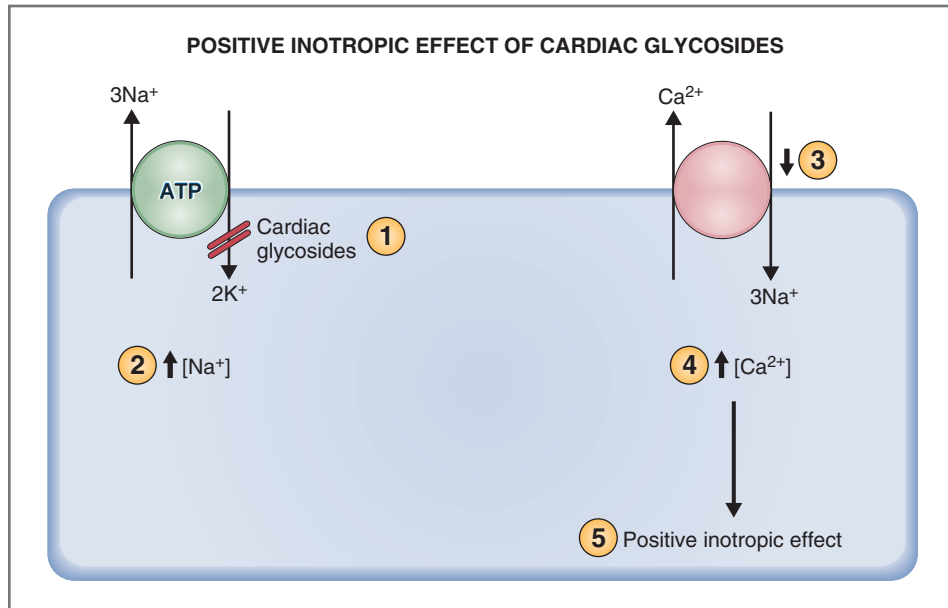 POSITIVE INOTROPIC EFFECT OF CARDIAC GLYCOSIDES
3Na⁺
Ca²⁺
ATP
3
Cardiac
glycosides
1
2K⁺
3Na⁺
2 [Na⁺]
4 [Ca²⁺]
5 Positive inotropic effect